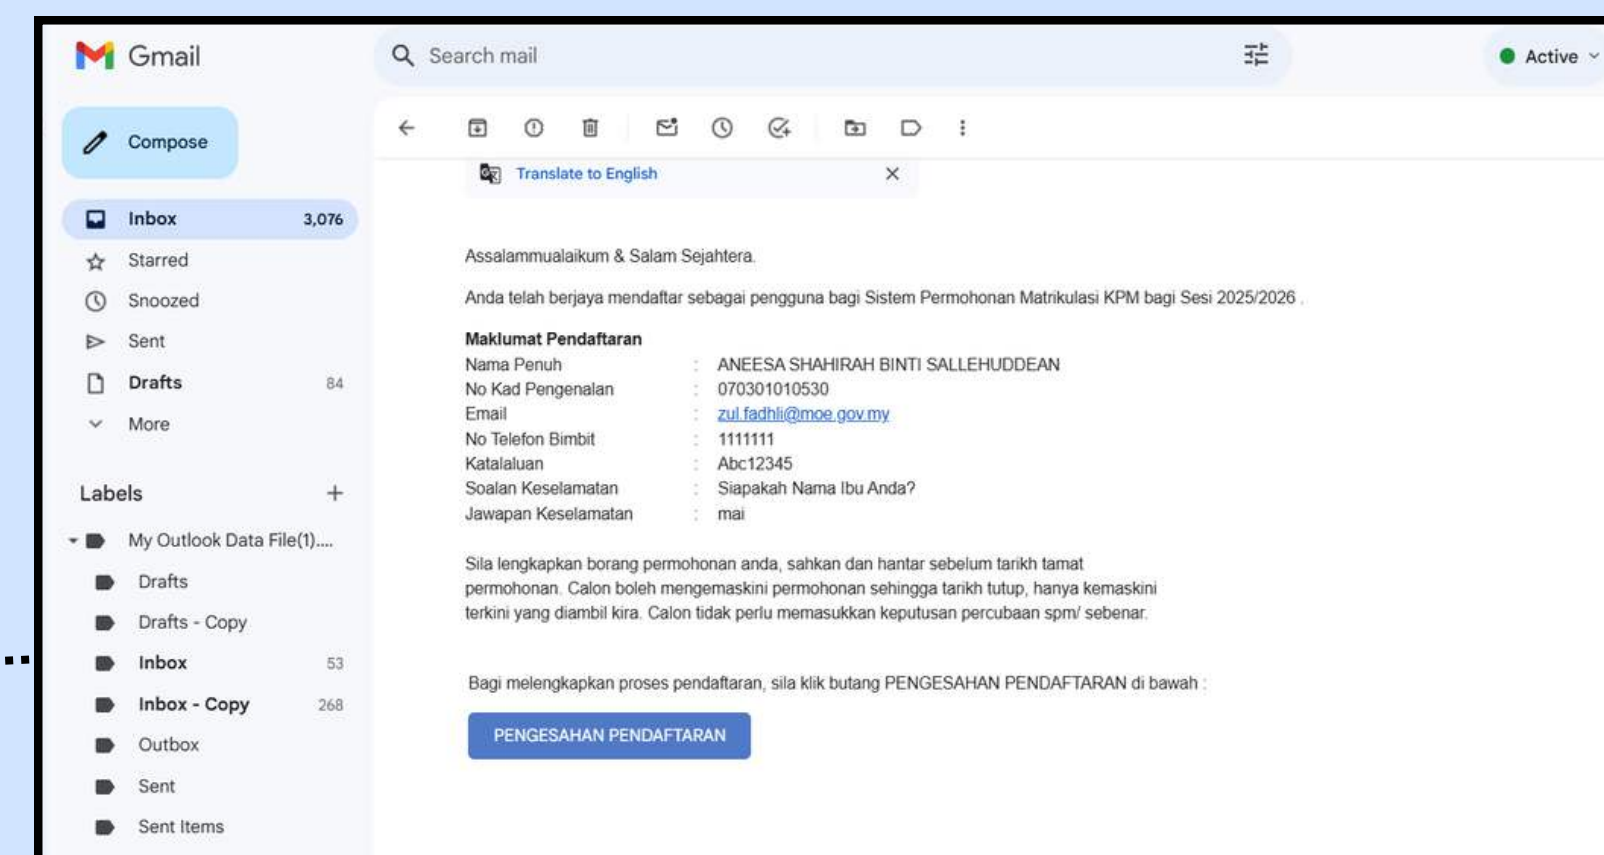 Gmail
Search mail
Active
Compose
Translate to English
Inbox 3,076
Starred
Snoozed
Sent
Drafts 84
More
Labels
My Outlook Data File(1)....
Drafts
Drafts - Copy
Inbox 53
Inbox - Copy 268
Outbox
Sent
Sent Items
Assalammualaikum & Salam Sejahtera.
Anda telah berjaya mendaftar sebagai pengguna bagi Sistem Permohonan Matrikulasi KPM bagi Sesi 2025/2026 .
Maklumat Pendaftaran
Nama Penuh : ANEESA SHAHIRAH BINTI SALLEHUDDEAN
No Kad Pengenalan : 070301010530
Email : zul.fadhli@moe.gov.my
No Telefon Bimbit : 1111111
Katalaluan : Abc12345
Soalan Keselamatan : Siapakah Nama Ibu Anda?
Jawapan Keselamatan : mai
Sila lengkapkan borang permohonan anda, sahkan dan hantar sebelum tarikh tamat
permohonan. Calon boleh mengemaskini permohonan sehingga tarikh tutup, hanya kemaskini
terkini yang diambil kira. Calon tidak perlu memasukkan keputusan percubaan spm/ sebenar.
Bagi melengkapkan proses pendaftaran, sila klik butang PENGESAHAN PENDAFTARAN di bawah :
PENGESAHAN PENDAFTARAN